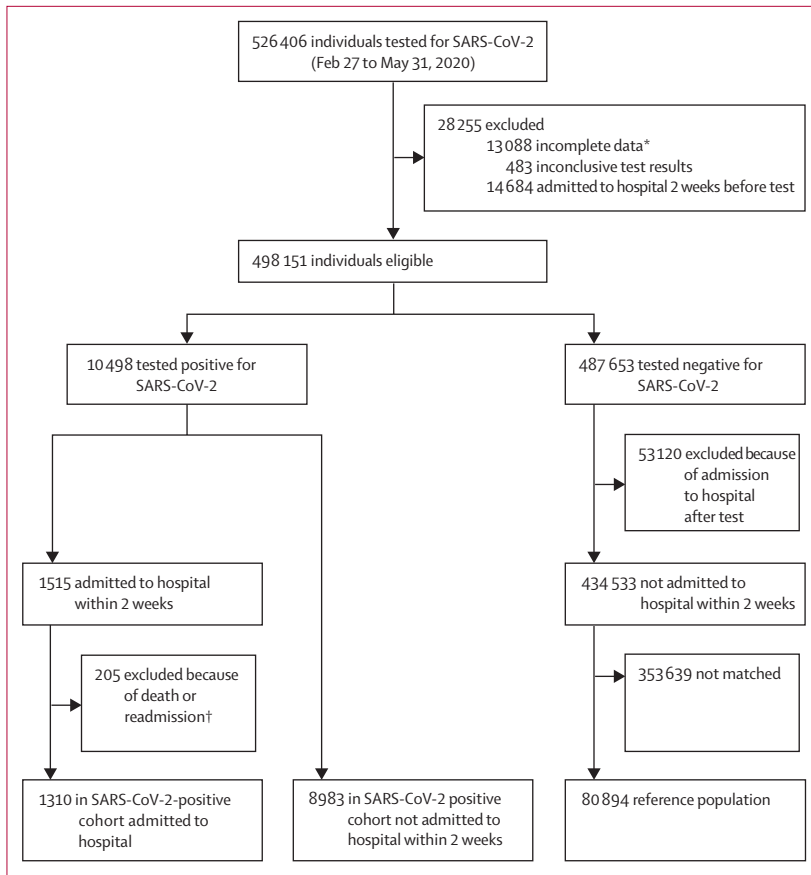 526 406 individuals tested for SARS-CoV-2
(Feb 27 to May 31, 2020)
28 255 excluded
13 088 incomplete data*
483 inconclusive test results
14 684 admitted to hospital 2 weeks before test
498 151 individuals eligible
10 498 tested positive for
SARS-CoV-2
487 653 tested negative for
SARS-CoV-2
53 120 excluded because
of admission
to hospital
after test
1515 admitted to hospital
within 2 weeks
434 533 not admitted to
hospital within 2 weeks
205 excluded because
of death or
readmission†
353 639 not matched
1310 in SARS-CoV-2-positive
cohort admitted to
hospital
8983 in SARS-CoV-2 positive
cohort not admitted to
hospital within 2 weeks
80 894 reference population